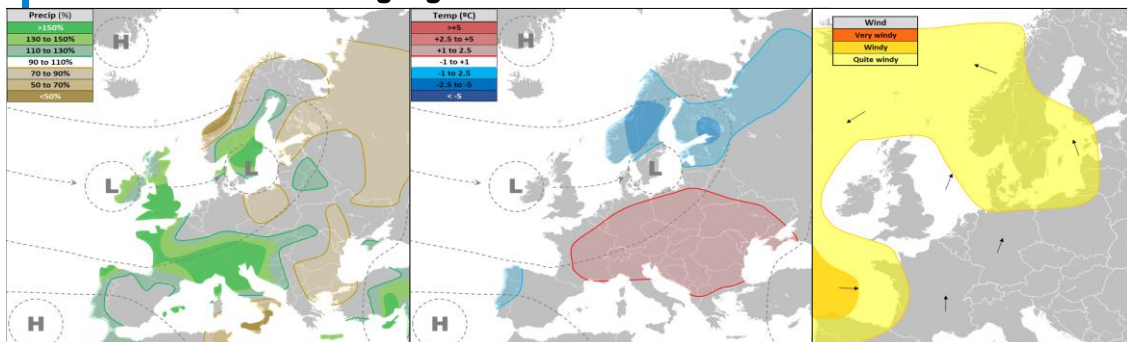 Precip (%)
>150%
130 to 150%
110 to 130%
90 to 110%
70 to 90%
50 to 70%
<50%
H
L
L
H
H
Temp (ºC)
>+5
+2.5 to +5
+1 to 2.5
-1 to +1
-1 to 2.5
-2.5 to -5
< -5
H
L
L
H
H
Wind
Very windy
Windy
Quite windy